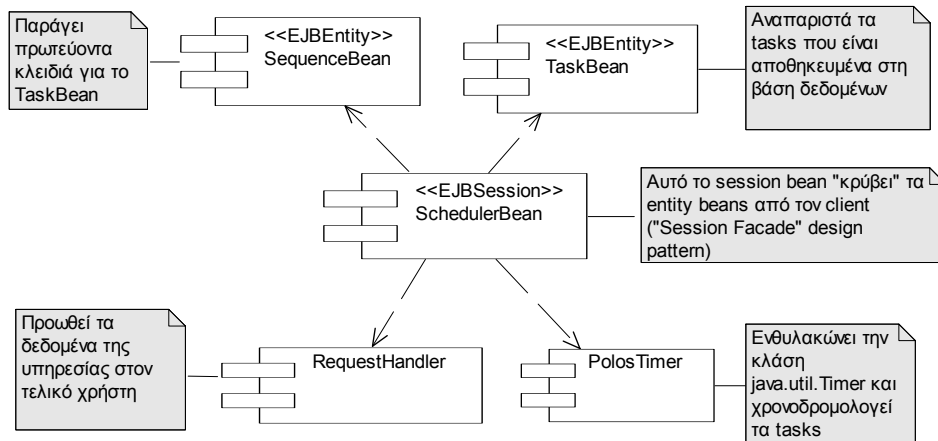 Παράγει
πρωτεύοντα
κλειδιά για το
TaskBean
<<EJBEntity>>
SequenceBean
<<EJBEntity>>
TaskBean
Αναπαριστά τα
tasks που είναι
αποθηκευμένα στη
βάση δεδομένων
<<EJBSession>>
SchedulerBean
Αυτό το session bean "κρύβει" τα
entity beans από τον client
("Session Facade" design
pattern)
Προωθεί τα
δεδομένα της
υπηρεσίας στον
τελικό χρήστη
RequestHandler
PolosTimer
Ενθυλακώνει την
κλάση
java.util.Timer και
χρονοδρομολογεί
τα tasks